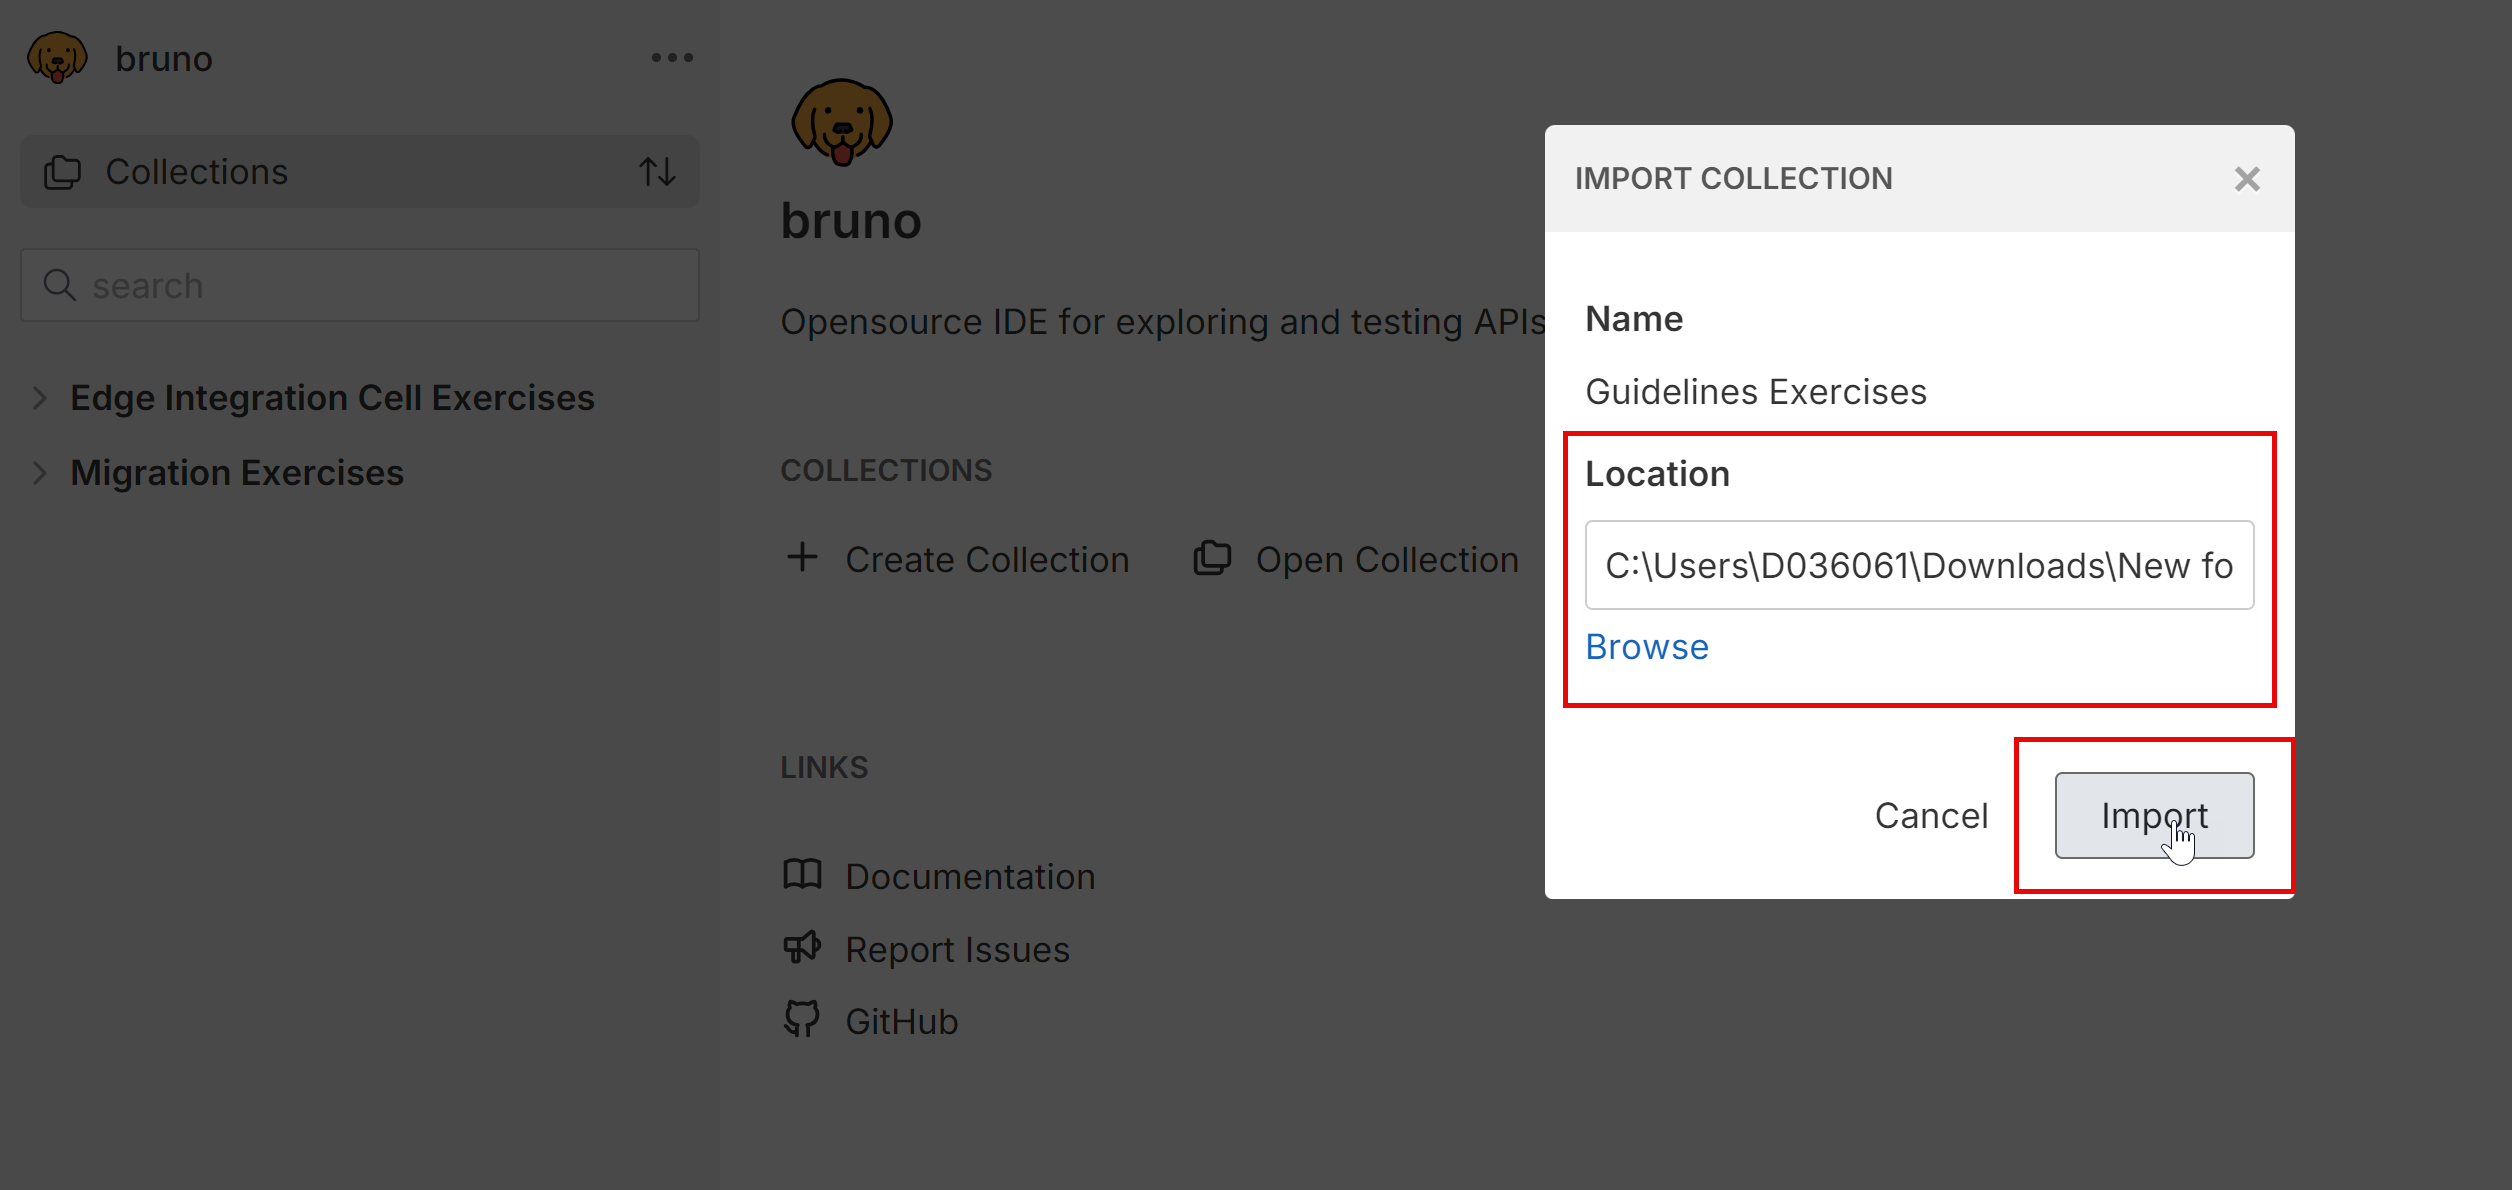 bruno
Collections
search
Edge Integration Cell Exercises
Migration Exercises
bruno
Opensource IDE for exploring and testing APIs
COLLECTIONS
Create Collection
Open Collection
LINKS
Documentation
Report Issues
GitHub
IMPORT COLLECTION
Name
Guidelines Exercises
Location
C:\Users\D036061\Downloads\New fo
Browse
Cancel
Import